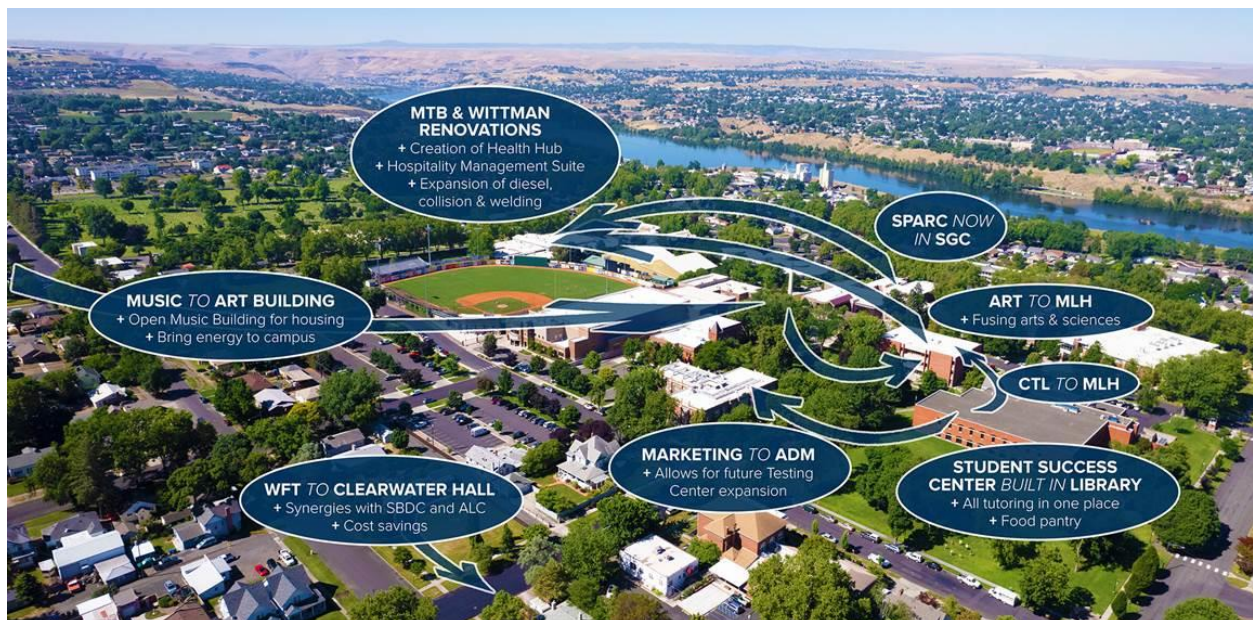 MTB & WITTMAN
RENOVATIONS
+ Creation of Health Hub
+ Hospitality Management Suite
+ Expansion of diesel,
collision & welding
SPARC NOW
IN SGC
MUSIC TO ART BUILDING
+ Open Music Building for housing
+ Bring energy to campus
ART TO MLH
+ Fusing arts & sciences
CTL TO MLH
MARKETING TO ADM
+ Allows for future Testing
Center expansion
STUDENT SUCCESS
CENTER BUILT IN LIBRARY
+ All tutoring in one place
+ Food pantry
WFT TO CLEARWATER HALL
+ Synergies with SBDC and ALC
+ Cost savings